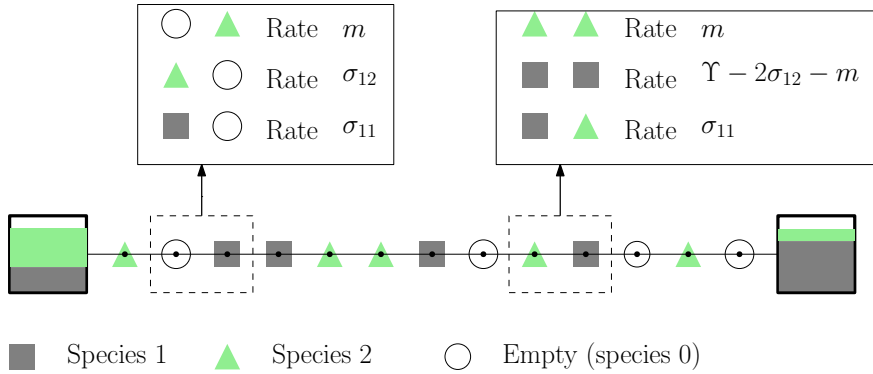 Rate m
Rate σ₁₂
Rate σ₁₁
Rate m
Rate ϒ − 2σ₁₂ − m
Rate σ₁₁
Species 1 Species 2 Empty (species 0)